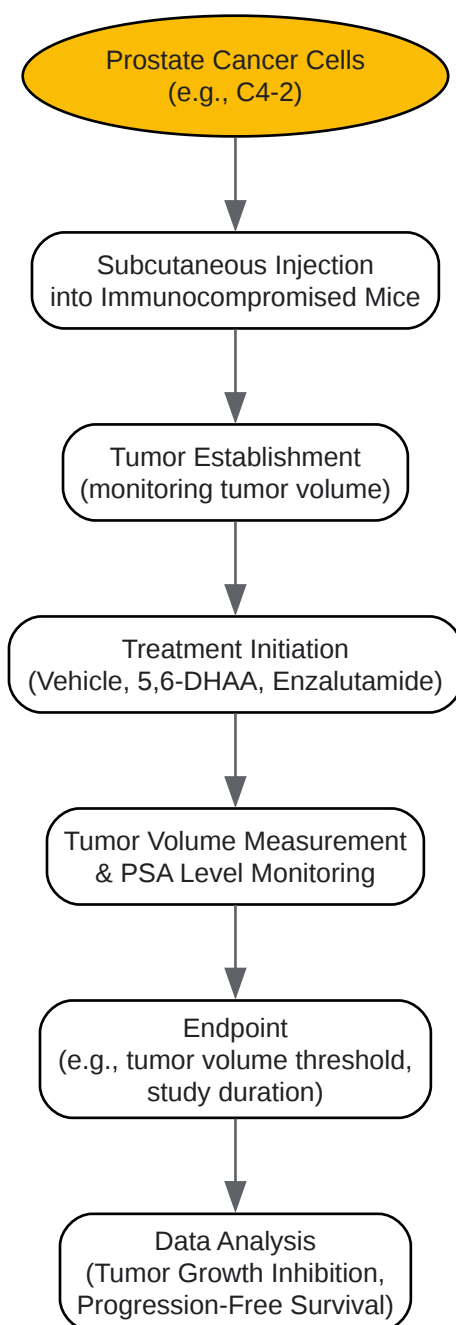 Prostate Cancer Cells
(e.g., C4-2)
Subcutaneous Injection
into Immunocompromised Mice
Tumor Establishment
(monitoring tumor volume)
Treatment Initiation
(Vehicle, 5,6-DHAA, Enzalutamide)
Tumor Volume Measurement
& PSA Level Monitoring
Endpoint
(e.g., tumor volume threshold,
study duration)
Data Analysis
(Tumor Growth Inhibition,
Progression-Free Survival)